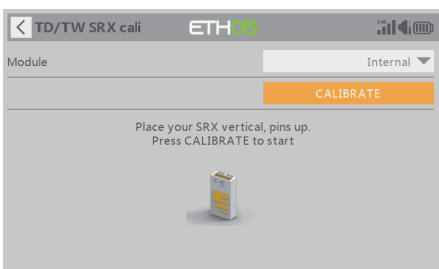 TD/TW SRX cali
ETHOS
Module
Internal
CALIBRATE
Place your SRX vertical, pins up.
Press CALIBRATE to start